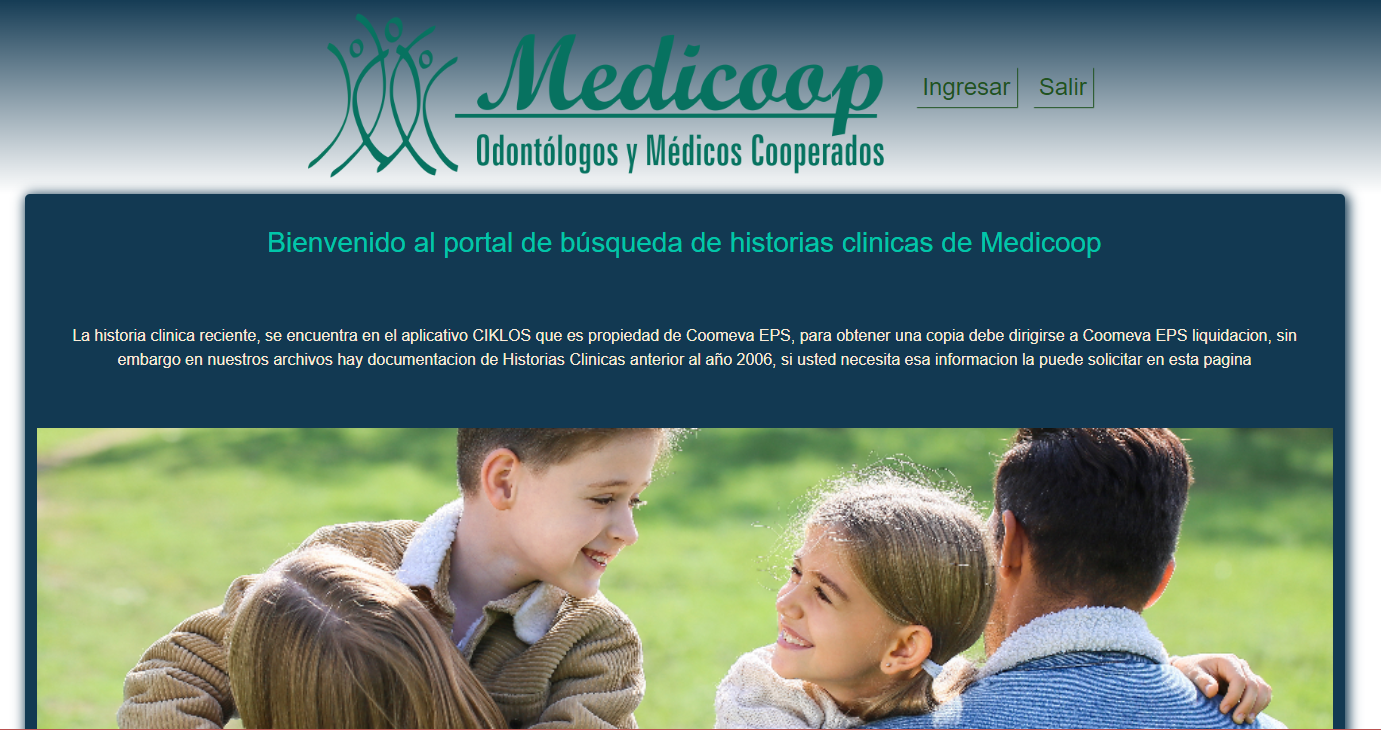 Medicoop
Odontólogos y Médicos Cooperados
Ingresar
Salir
Bienvenido al portal de búsqueda de historias clinicas de Medicoop
La historia clinica reciente, se encuentra en el aplicativo CIKLOS que es propiedad de Coomeva EPS, para obtener una copia debe dirigirse a Coomeva EPS liquidacion, sin
embargo en nuestros archivos hay documentacion de Historias Clinicas anterior al año 2006, si usted necesita esa informacion la puede solicitar en esta pagina